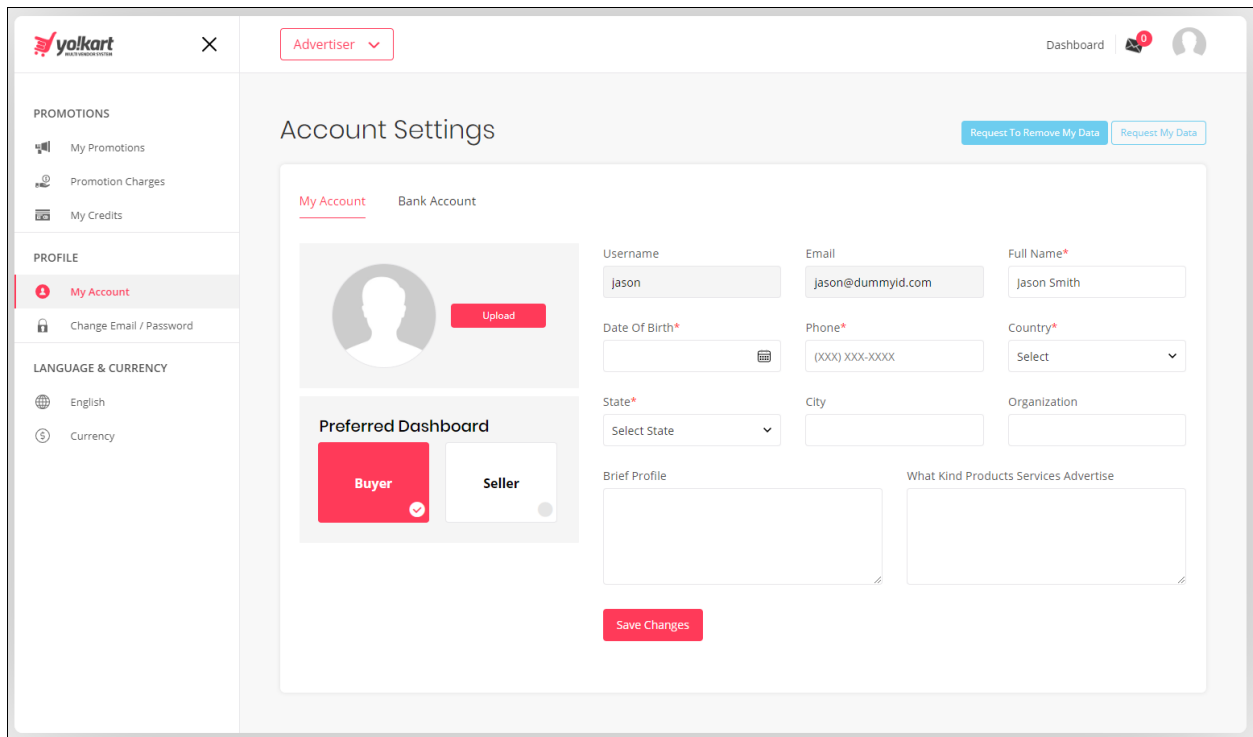 yo!kart
MULTI VENDOR SYSTEM
Advertiser
Dashboard
0
PROMOTIONS
My Promotions
Promotion Charges
My Credits
PROFILE
My Account
Change Email / Password
LANGUAGE & CURRENCY
English
Currency
Account Settings
Request To Remove My Data
Request My Data
My Account
Bank Account
Upload
Preferred Dashboard
Buyer
Seller
Username
Email
Full Name*
jason
jason@dummyid.com
Jason Smith
Date Of Birth*
Phone*
Country*
(XXX) XXX-XXXX
Select
State*
City
Organization
Select State
Brief Profile
What Kind Products Services Advertise
Save Changes